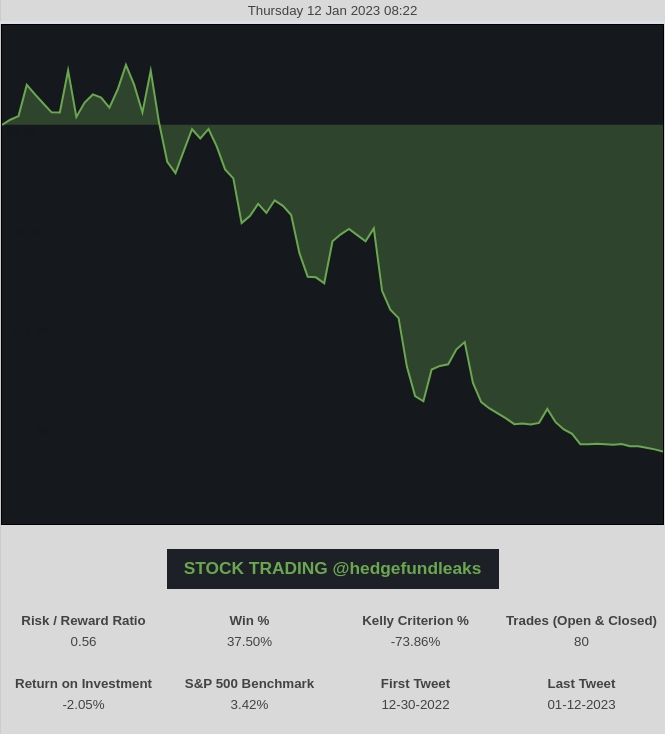 Thursday 12 Jan 2023 08:22
STOCK TRADING @hedgefundleaks
Risk / Reward Ratio Win % Kelly Criterion % Trades (Open & Closed)
0.56 37.50% -73.86% 80
Return on Investment S&P 500 Benchmark First Tweet Last Tweet
-2.05% 3.42% 12-30-2022 01-12-2023